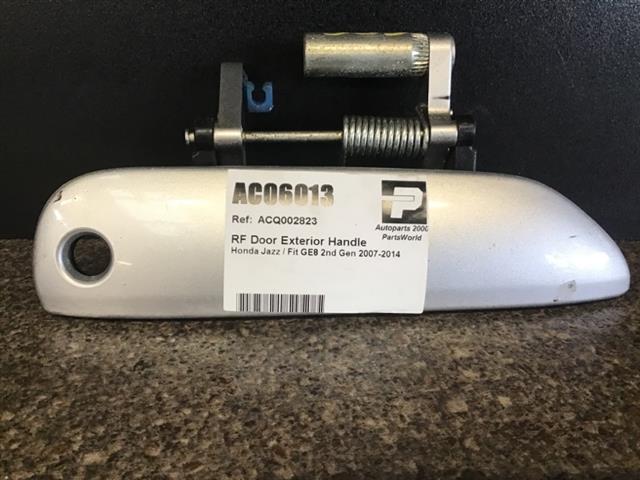 AC06013
Ref: ACQ002823
P
Autoparts 2000
PartsWorld
RF Door Exterior Handle
Honda Jazz / Fit GE8 2nd Gen 2007-2014